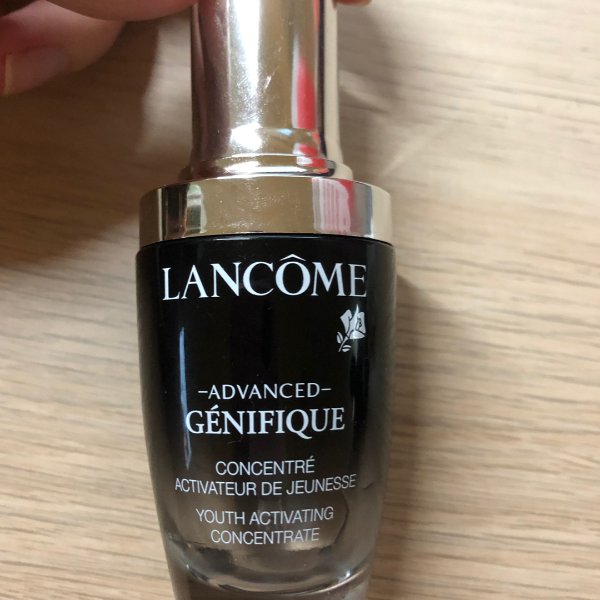 LANCÔME
-ADVANCED-
GÉNIFIQUE
CONCENTRÉ
ACTIVATEUR DE JEUNESSE
YOUTH ACTIVATING
CONCENTRATE